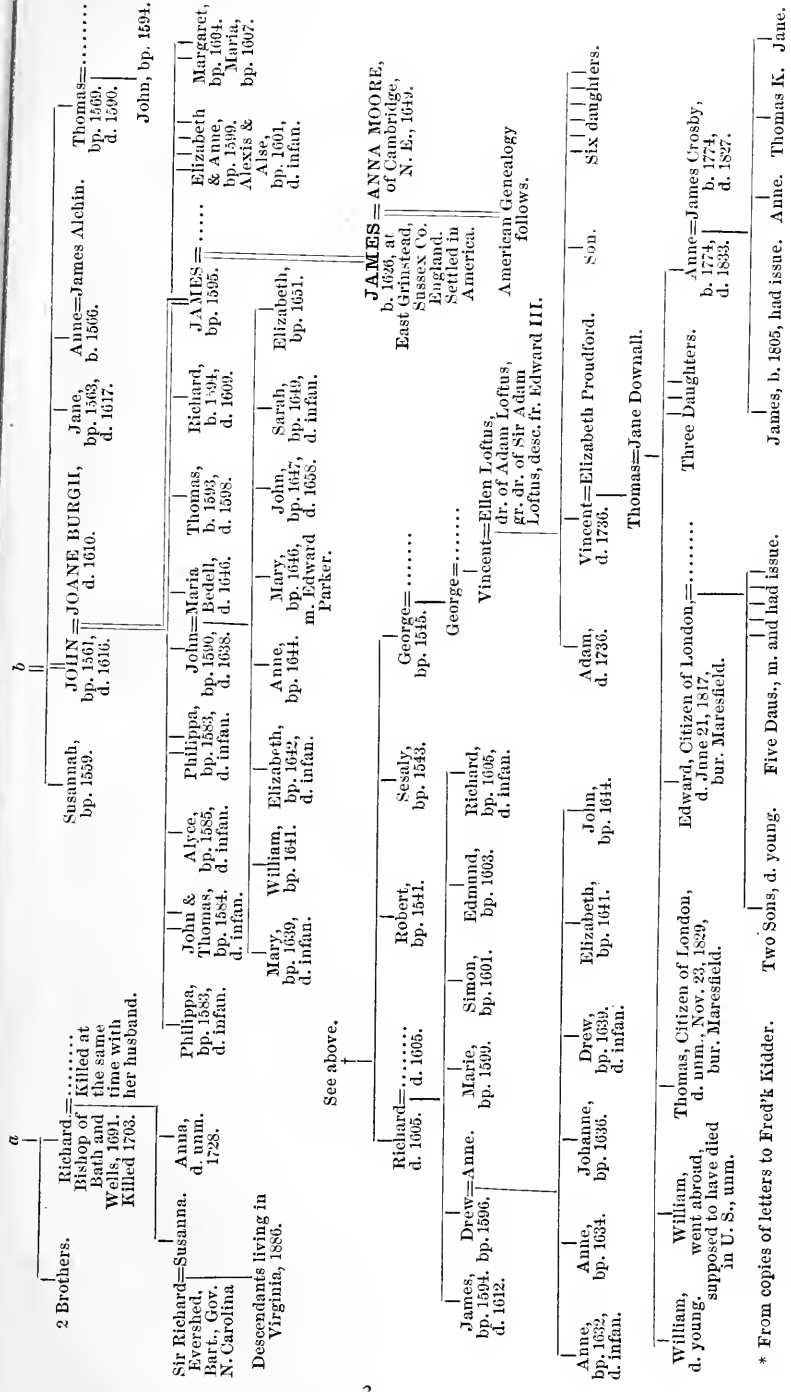 a
2 Brothers.
Richard=........
Bishop of
Bath and
Wells, 1691.
Killed 1703.
Killed at
the same
time with
her husband.
Sir Richard=Susanna.
Evershed,
Bart., Gov.
N. Carolina
Anna,
d. unm.
1728.
Descendants living in
Virginia, 1886.
b
Susannah,
bp. 1559.
JOHN=JOANE BURGH,
bp. 1561, d. 1610.
d. 1616.
Jane,
bp. 1563,
d. 1617.
Anne=James Alchin.
b. 1566.
Thomas=.........
bp. 1569.
d. 1590.
John, bp. 1594.
Philippa,
bp. 1583,
d. infan.
John &
Thomas,
bp. 1584.
d. infan.
Alyce,
bp. 1585,
d. infan.
Philippa,
bp. 1583,
d. infan.
John=Maria
bp. 1590, Bedell,
d. 1638. d. 1646.
Thomas,
b. 1593,
d. 1598.
Richard,
b. 1594,
d. 1609.
JAMES=.....
bp. 1595.
Elizabeth
& Anne,
bp. 1599.
Alexis &
Alse,
bp. 1601,
d. infan.
Margaret,
bp. 1604.
Maria,
bp. 1607.
Mary,
bp. 1639,
d. infan.
William,
bp. 1641.
Elizabeth,
bp. 1642,
d. infan.
Anne,
bp. 1644.
Mary,
bp. 1646,
m. Edward
Parker.
John,
bp. 1647,
d. 1658.
Sarah,
bp. 1649,
d. infan.
Elizabeth,
bp. 1651.
JAMES=ANNA MOORE,
b. 1626, at of Cambridge,
East Grinstead, N. E., 1649.
Sussex Co.
England.
Settled in
America.
American Genealogy
follows.
See above.
†
Richard=........
d. 1605. d. 1605.
Robert,
bp. 1541.
Sesaly,
bp. 1543.
George=........
bp. 1545.
George=.......
Vincent=Ellen Loftus,
dr. of Adam Loftus,
gr. dr. of Sir Adam
Loftus, desc. fr. Edward III.
James,
bp. 1594.
d. 1612.
Drew=Anne.
bp. 1596.
Marie,
bp. 1599.
Simon,
bp. 1601.
Edmund,
bp. 1603.
Richard,
bp. 1605,
d. infan.
Anne,
bp. 1632,
d. infan.
Anne,
bp. 1634.
Johanne,
bp. 1636.
Drew,
bp. 1639.
d. infan.
Elizabeth,
bp. 1641.
John,
bp. 1644.
Adam,
d. 1736.
Vincent=Elizabeth Proudford.
d. 1736.
Son.
Six daughters.
Thomas=Jane Downall.
William,
d. young.
William,
went abroad,
supposed to have died
in U. S., unm.
Thomas, Citizen of London,
d. unm., Nov. 23, 1829,
bur. Maresfield.
Edward, Citizen of London,=........
d. June 21, 1817,
bur. Maresfield.
Three Daughters.
Anne=James Crosby,
b. 1774, b. 1774,
d. 1833. d. 1827.
Two Sons, d. young.
Five Daus., m. and had issue.
James, b. 1805, had issue.
Anne.
Thomas K.
Jane.
* From copies of letters to Fred'k Kidder.
2